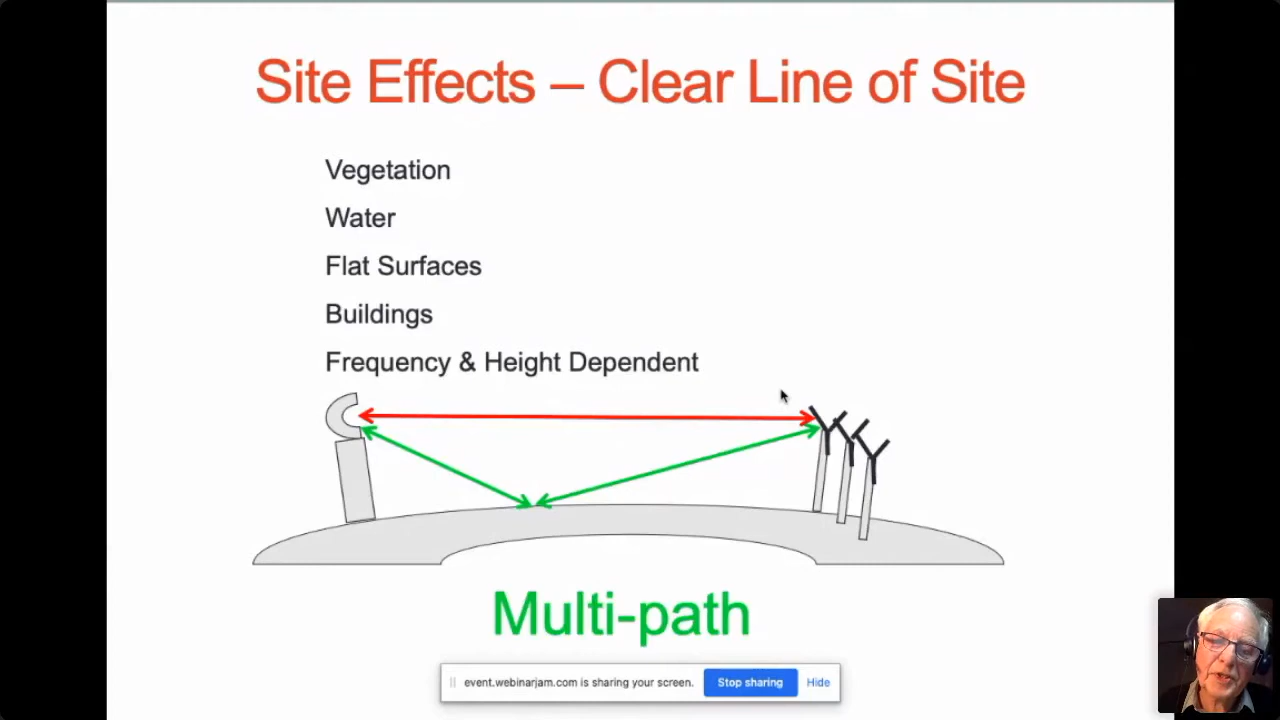 Site Effects – Clear Line of Site
Vegetation
Water
Flat Surfaces
Buildings
Frequency & Height Dependent
Multi-path
event.webinarjam.com is sharing your screen.
Stop sharing
Hide